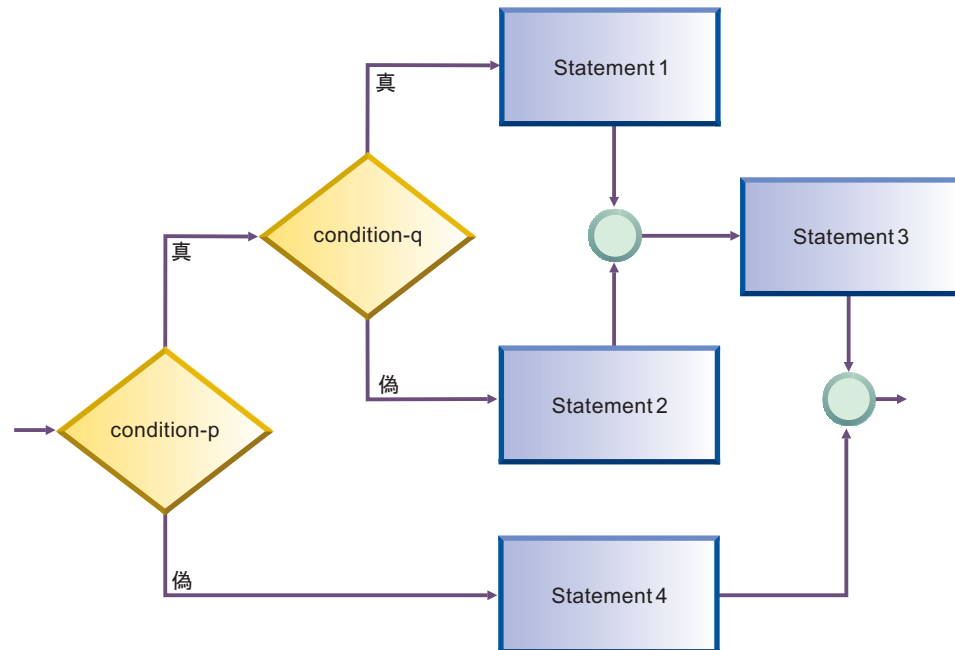 Statement 1
真
condition-q
Statement 3
真
偽
Statement 2
condition-p
偽
Statement 4